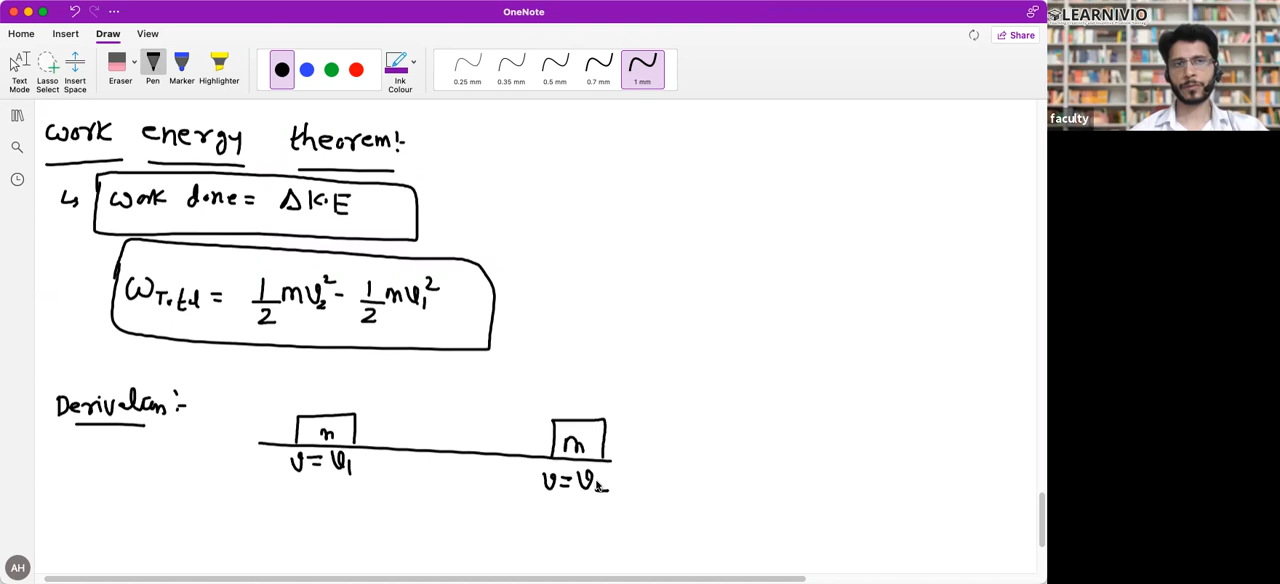 OneNote
Home Insert Draw View
Share
Text Mode
Lasso Select
Insert Space
Eraser
Pen
Marker
Highlighter
Ink Colour
0.25 mm
0.35 mm
0.5 mm
0.7 mm
1 mm
LEARNIVIO
faculty
work energy theorem:-
↳ work done = ΔK.E
W Total = 1/2 mv₂² - 1/2 mv₁²
Derivation:-
m
m
v = v₁
v = v₂
AH